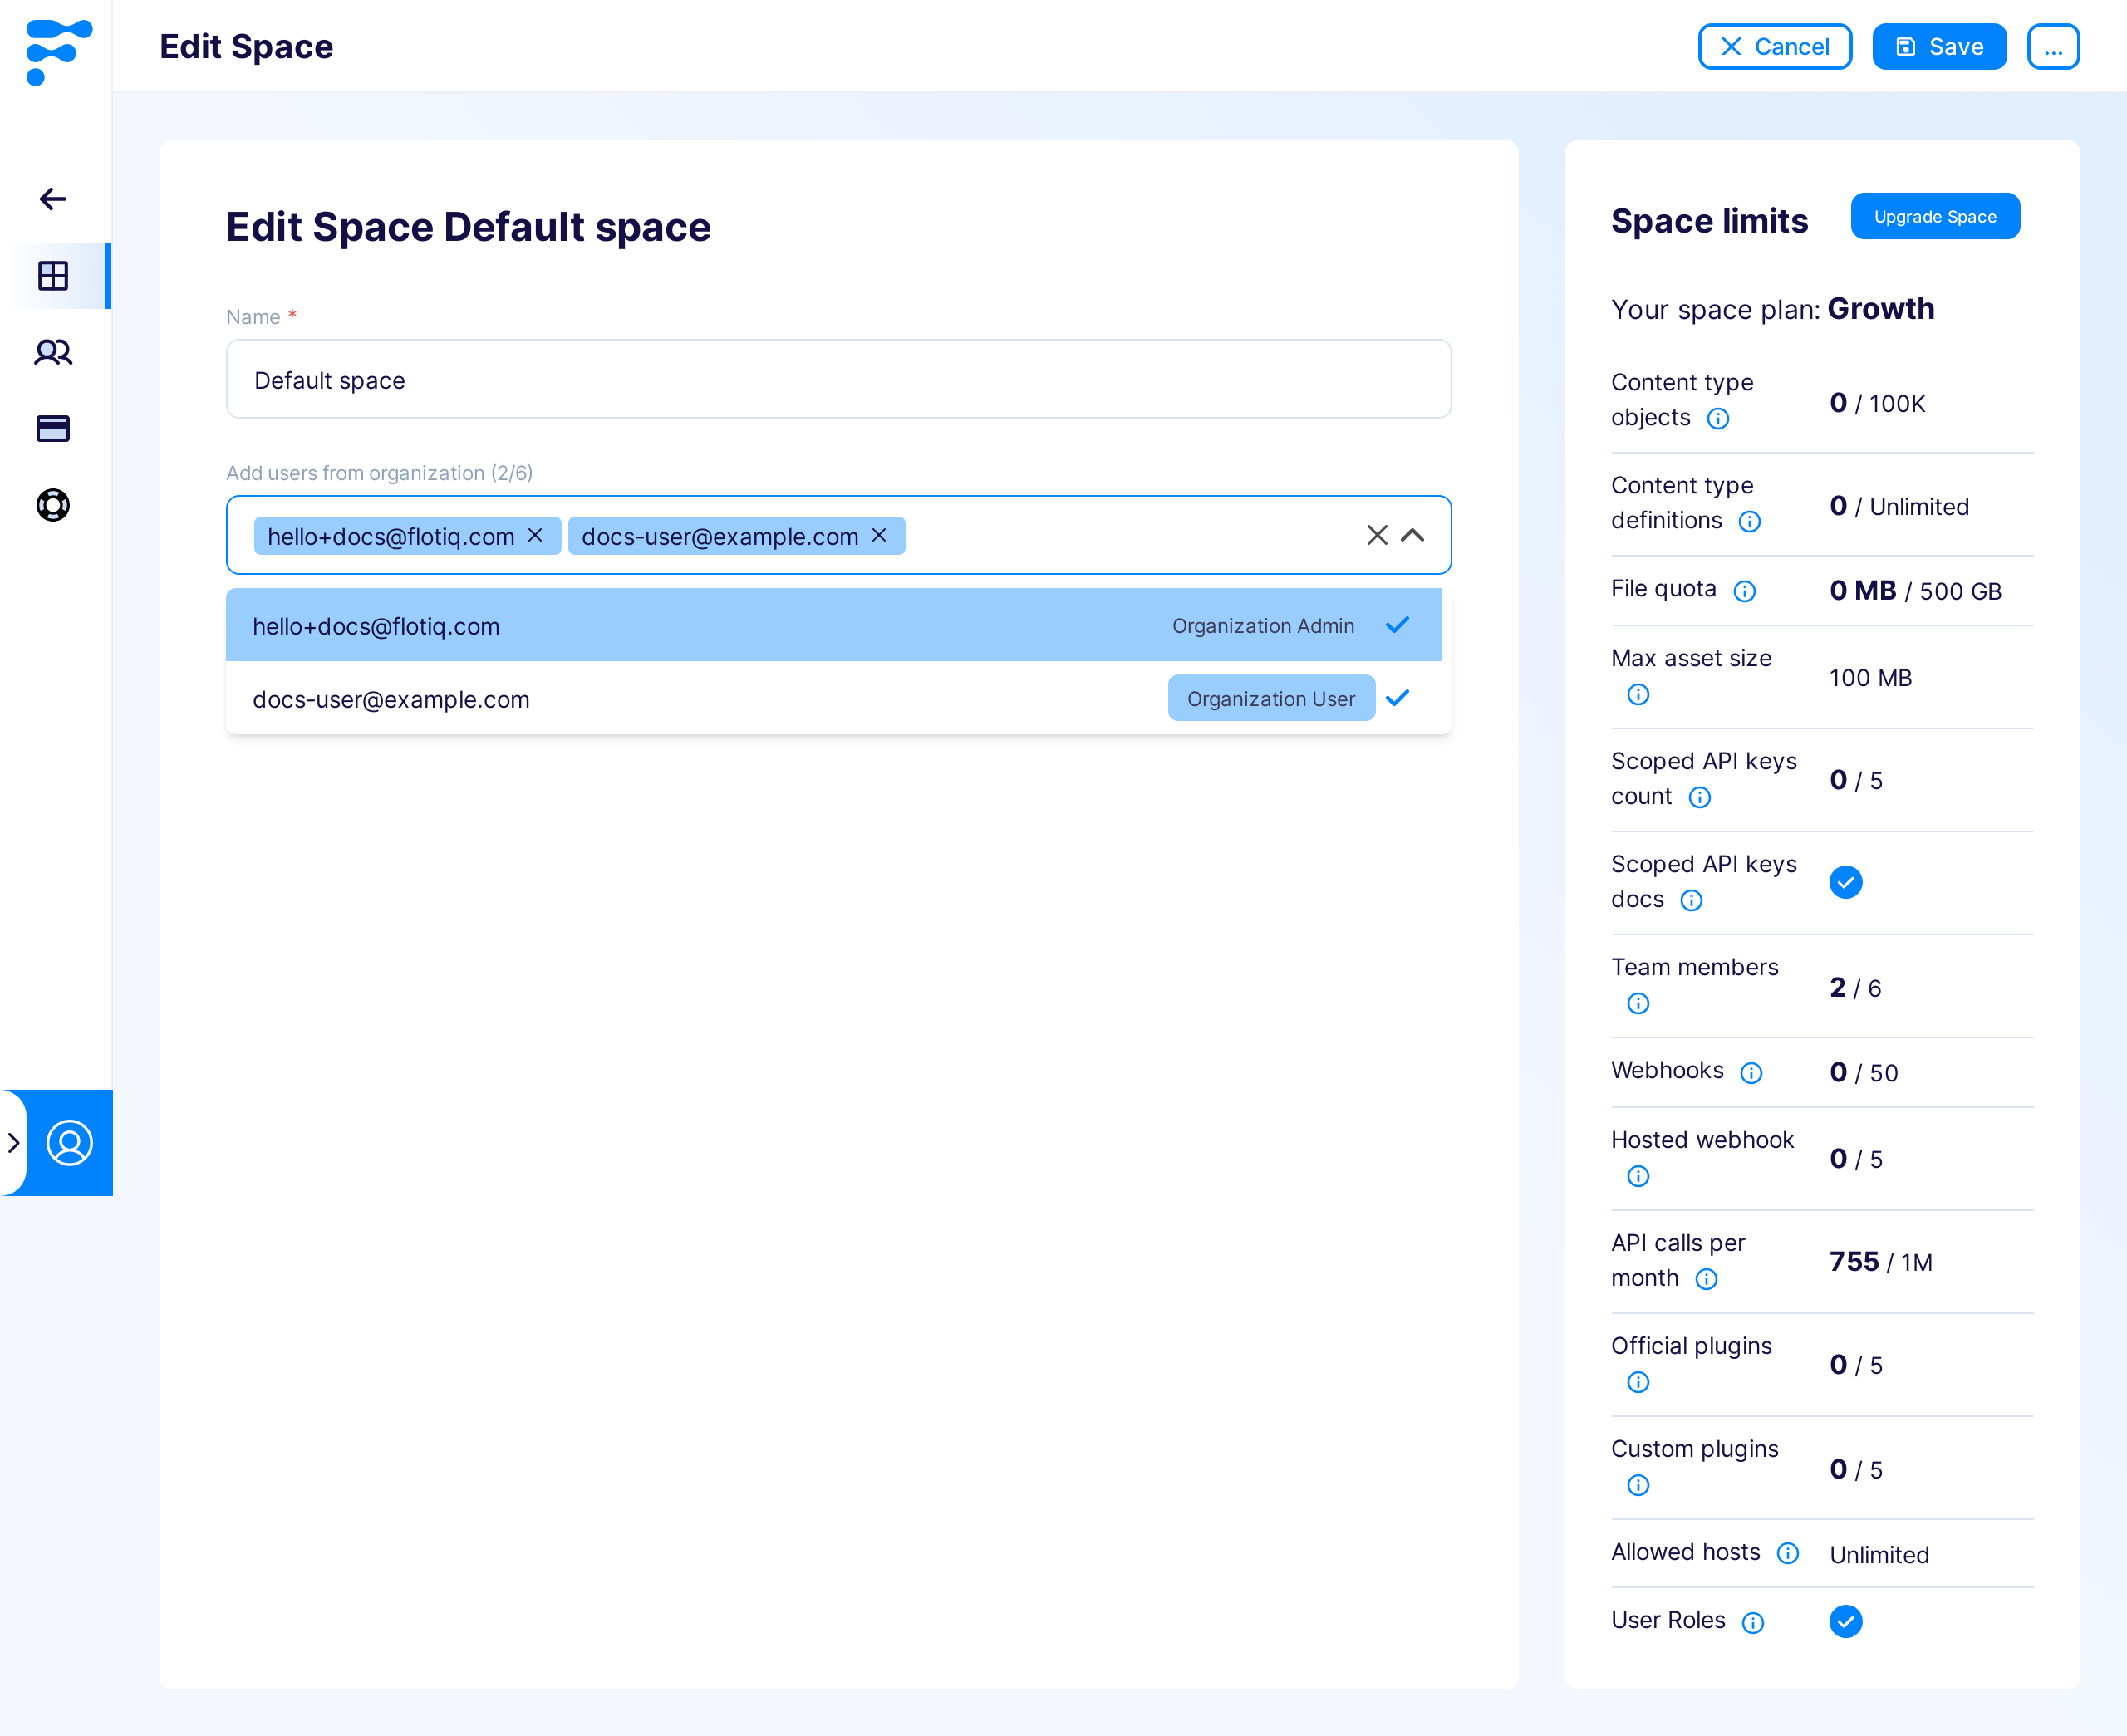 Edit Space
Cancel
Save
...
Edit Space Default space
Name *
Default space
Add users from organization (2/6)
hello+docs@flotiq.com
docs-user@example.com
hello+docs@flotiq.com Organization Admin
docs-user@example.com Organization User
Space limits
Upgrade Space
Your space plan: Growth
Content type
objects
0 / 100K
Content type
definitions
0 / Unlimited
File quota
0 MB / 500 GB
Max asset size
100 MB
Scoped API keys
count
0 / 5
Scoped API keys
docs
Team members
2 / 6
Webhooks
0 / 50
Hosted webhook
0 / 5
API calls per
month
755 / 1M
Official plugins
0 / 5
Custom plugins
0 / 5
Allowed hosts
Unlimited
User Roles